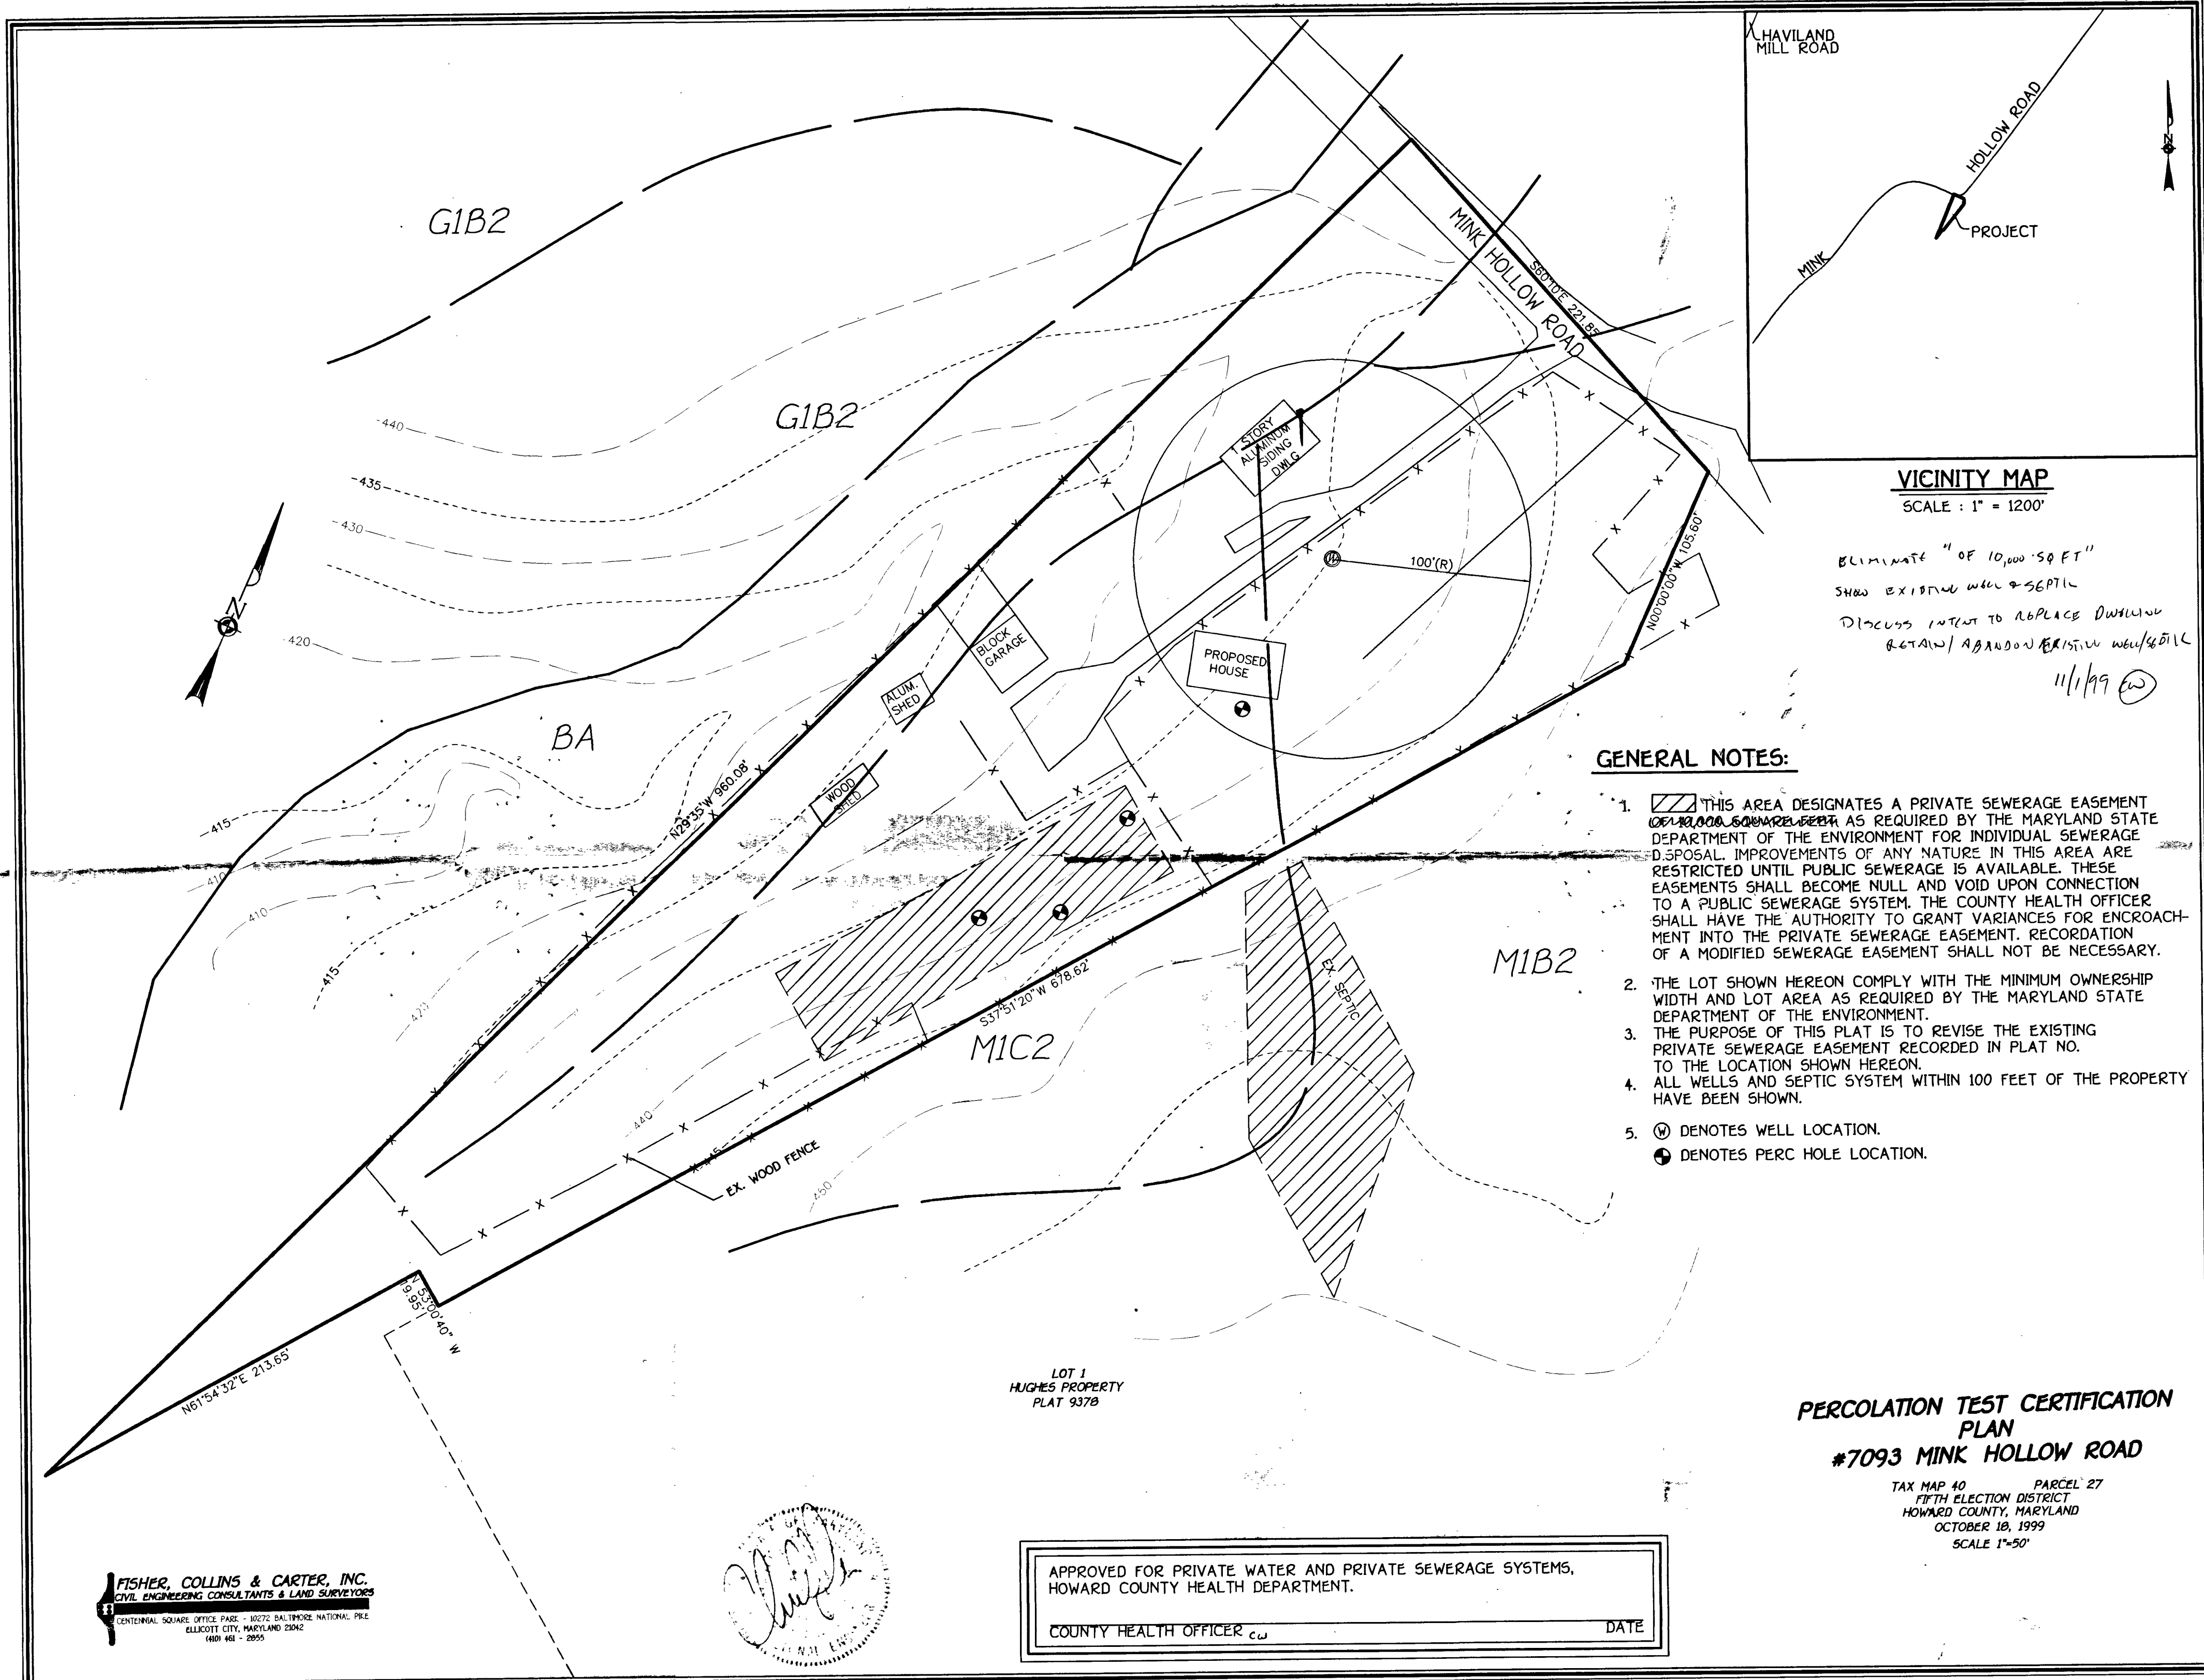 HAVILAND
MILL ROAD
HOLLOW ROAD
PROJECT
MINK
N
VICINITY MAP
SCALE : 1" = 1200'
ELIMINATE "OF 10,000 SQ FT"
SHOW EXISTING WELL & SEPTIC
DISCUSS INTENT TO REPLACE DWELLING
RETAIN/ABANDON EXISTING WELL/SEPTIC
11/1/99 CW
GENERAL NOTES:
1. THIS AREA DESIGNATES A PRIVATE SEWERAGE EASEMENT
OF 10,000 SQUARE FEET AS REQUIRED BY THE MARYLAND STATE
DEPARTMENT OF THE ENVIRONMENT FOR INDIVIDUAL SEWERAGE
DISPOSAL. IMPROVEMENTS OF ANY NATURE IN THIS AREA ARE
RESTRICTED UNTIL PUBLIC SEWERAGE IS AVAILABLE. THESE
EASEMENTS SHALL BECOME NULL AND VOID UPON CONNECTION
TO A PUBLIC SEWERAGE SYSTEM. THE COUNTY HEALTH OFFICER
SHALL HAVE THE AUTHORITY TO GRANT VARIANCES FOR ENCROACH-
MENT INTO THE PRIVATE SEWERAGE EASEMENT. RECORDATION
OF A MODIFIED SEWERAGE EASEMENT SHALL NOT BE NECESSARY.
2. THE LOT SHOWN HEREON COMPLY WITH THE MINIMUM OWNERSHIP
WIDTH AND LOT AREA AS REQUIRED BY THE MARYLAND STATE
DEPARTMENT OF THE ENVIRONMENT.
3. THE PURPOSE OF THIS PLAT IS TO REVISE THE EXISTING
PRIVATE SEWERAGE EASEMENT RECORDED IN PLAT NO.
TO THE LOCATION SHOWN HEREON.
4. ALL WELLS AND SEPTIC SYSTEM WITHIN 100 FEET OF THE PROPERTY
HAVE BEEN SHOWN.
5. W DENOTES WELL LOCATION.
DENOTES PERC HOLE LOCATION.
G1B2
G1B2
BA
M1C2
M1B2
440
435
430
420
415
410
410
415
420
440
445
450
N
MINK HOLLOW ROAD
S60°10'E 221.85'
N00°00'00"W 105.60'
1 STORY
ALUMINUM
SIDING
DWLG
W
100'(R)
PROPOSED
HOUSE
BLOCK
GARAGE
ALUM.
SHED
WOOD
SHED
N29°35'W 960.08'
S37°51'20"W 678.62'
EX. SEPTIC
EX. WOOD FENCE
N 53°00'40" W
19.95'
N61°54'32"E 213.65'
LOT 1
HUGHES PROPERTY
PLAT 9378
PERCOLATION TEST CERTIFICATION
PLAN
#7093 MINK HOLLOW ROAD
TAX MAP 40 PARCEL 27
FIFTH ELECTION DISTRICT
HOWARD COUNTY, MARYLAND
OCTOBER 18, 1999
SCALE 1"=50'
APPROVED FOR PRIVATE WATER AND PRIVATE SEWERAGE SYSTEMS,
HOWARD COUNTY HEALTH DEPARTMENT.
COUNTY HEALTH OFFICER CW DATE
FISHER, COLLINS & CARTER, INC.
CIVIL ENGINEERING CONSULTANTS & LAND SURVEYORS
CENTENNIAL SQUARE OFFICE PARK - 10272 BALTIMORE NATIONAL PIKE
ELLICOTT CITY, MARYLAND 21042
(410) 461 - 2855